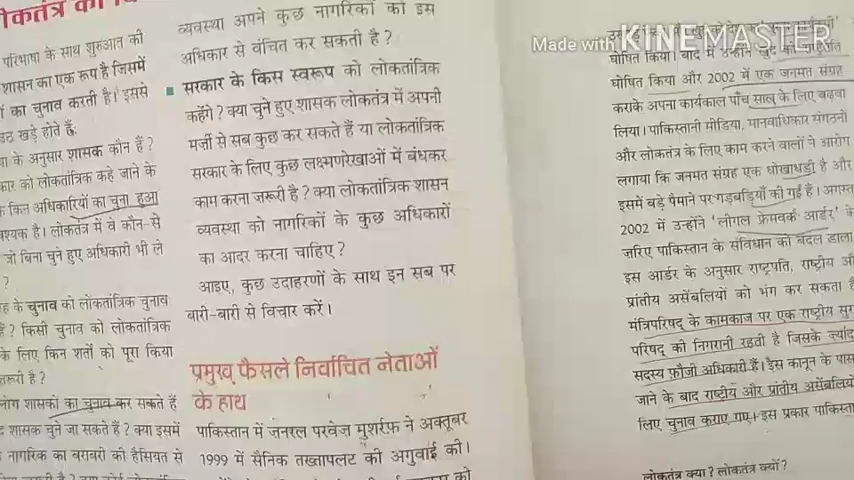 लोकतंत्र की
परिभाषा के साथ शुरुआत की
शासन का एक रूप है जिसमें
का चुनाव करती है। इससे
उठ खड़े होते हैं:
के अनुसार शासक कौन हैं ?
को लोकतांत्रिक कहे जाने के
किन अधिकारियों का चुना हुआ
है। लोकतंत्र में वे कौन-से
जो बिना चुने हुए अधिकारी भी ले
?
के चुनाव को लोकतांत्रिक चुनाव
? किसी चुनाव को लोकतांत्रिक
के लिए किन शर्तों को पूरा किया
है ?
लोग शासकों का चुनाव कर सकते हैं
शासक चुने जा सकते हैं ? क्या इसमें
नागरिक का बराबरी की हैसियत से
व्यवस्था अपने कुछ नागरिकों को इस
अधिकार से वंचित कर सकती है ?
■ सरकार के किस स्वरूप को लोकतांत्रिक
कहेंगे ? क्या चुने हुए शासक लोकतंत्र में अपनी
मर्ज़ी से सब कुछ कर सकते हैं या लोकतांत्रिक
सरकार के लिए कुछ लक्ष्मणरेखाओं में बंधकर
काम करना ज़रूरी है ? क्या लोकतांत्रिक शासन
व्यवस्था को नागरिकों के कुछ अधिकारों
का आदर करना चाहिए ?
आइए, कुछ उदाहरणों के साथ इन सब पर
बारी-बारी से विचार करें।
प्रमुख फैसले निर्वाचित नेताओं
के हाथ
पाकिस्तान में जनरल परवेज़ मुशर्रफ़ ने अक्तूबर
1999 में सैनिक तख्तापलट की अगुवाई की।
Made with KINEMASTER
घोषित किया। बाद में उन्होंने खुद को राष्ट्रपति
घोषित किया और 2002 में एक जनमत संग्रह
कराके अपना कार्यकाल पाँच साल के लिए बढ़वा
लिया। पाकिस्तानी मीडिया, मानवाधिकार संगठनों
और लोकतंत्र के लिए काम करने वालों ने आरोप
लगाया कि जनमत संग्रह एक धोखाधड़ी है और
इसमें बड़े पैमाने पर गड़बड़ियाँ की गई हैं। अगस्त
2002 में उन्होंने 'लीगल फ्रेमवर्क आर्डर' के
ज़रिए पाकिस्तान के संविधान को बदल डाला
इस आर्डर के अनुसार राष्ट्रपति, राष्ट्रीय
प्रांतीय असेंबलियों को भंग कर सकता
मंत्रिपरिषद् के कामकाज पर एक राष्ट्रीय
परिषद् की निगरानी रहती है जिसके
सदस्य फ़ौजी अधिकारी हैं। इस कानून के पास
जाने के बाद राष्ट्रीय और प्रांतीय असेंबलियों
लिए चुनाव कराए गए। इस प्रकार पाकिस्तान
लोकतंत्र क्या? लोकतंत्र क्यों?